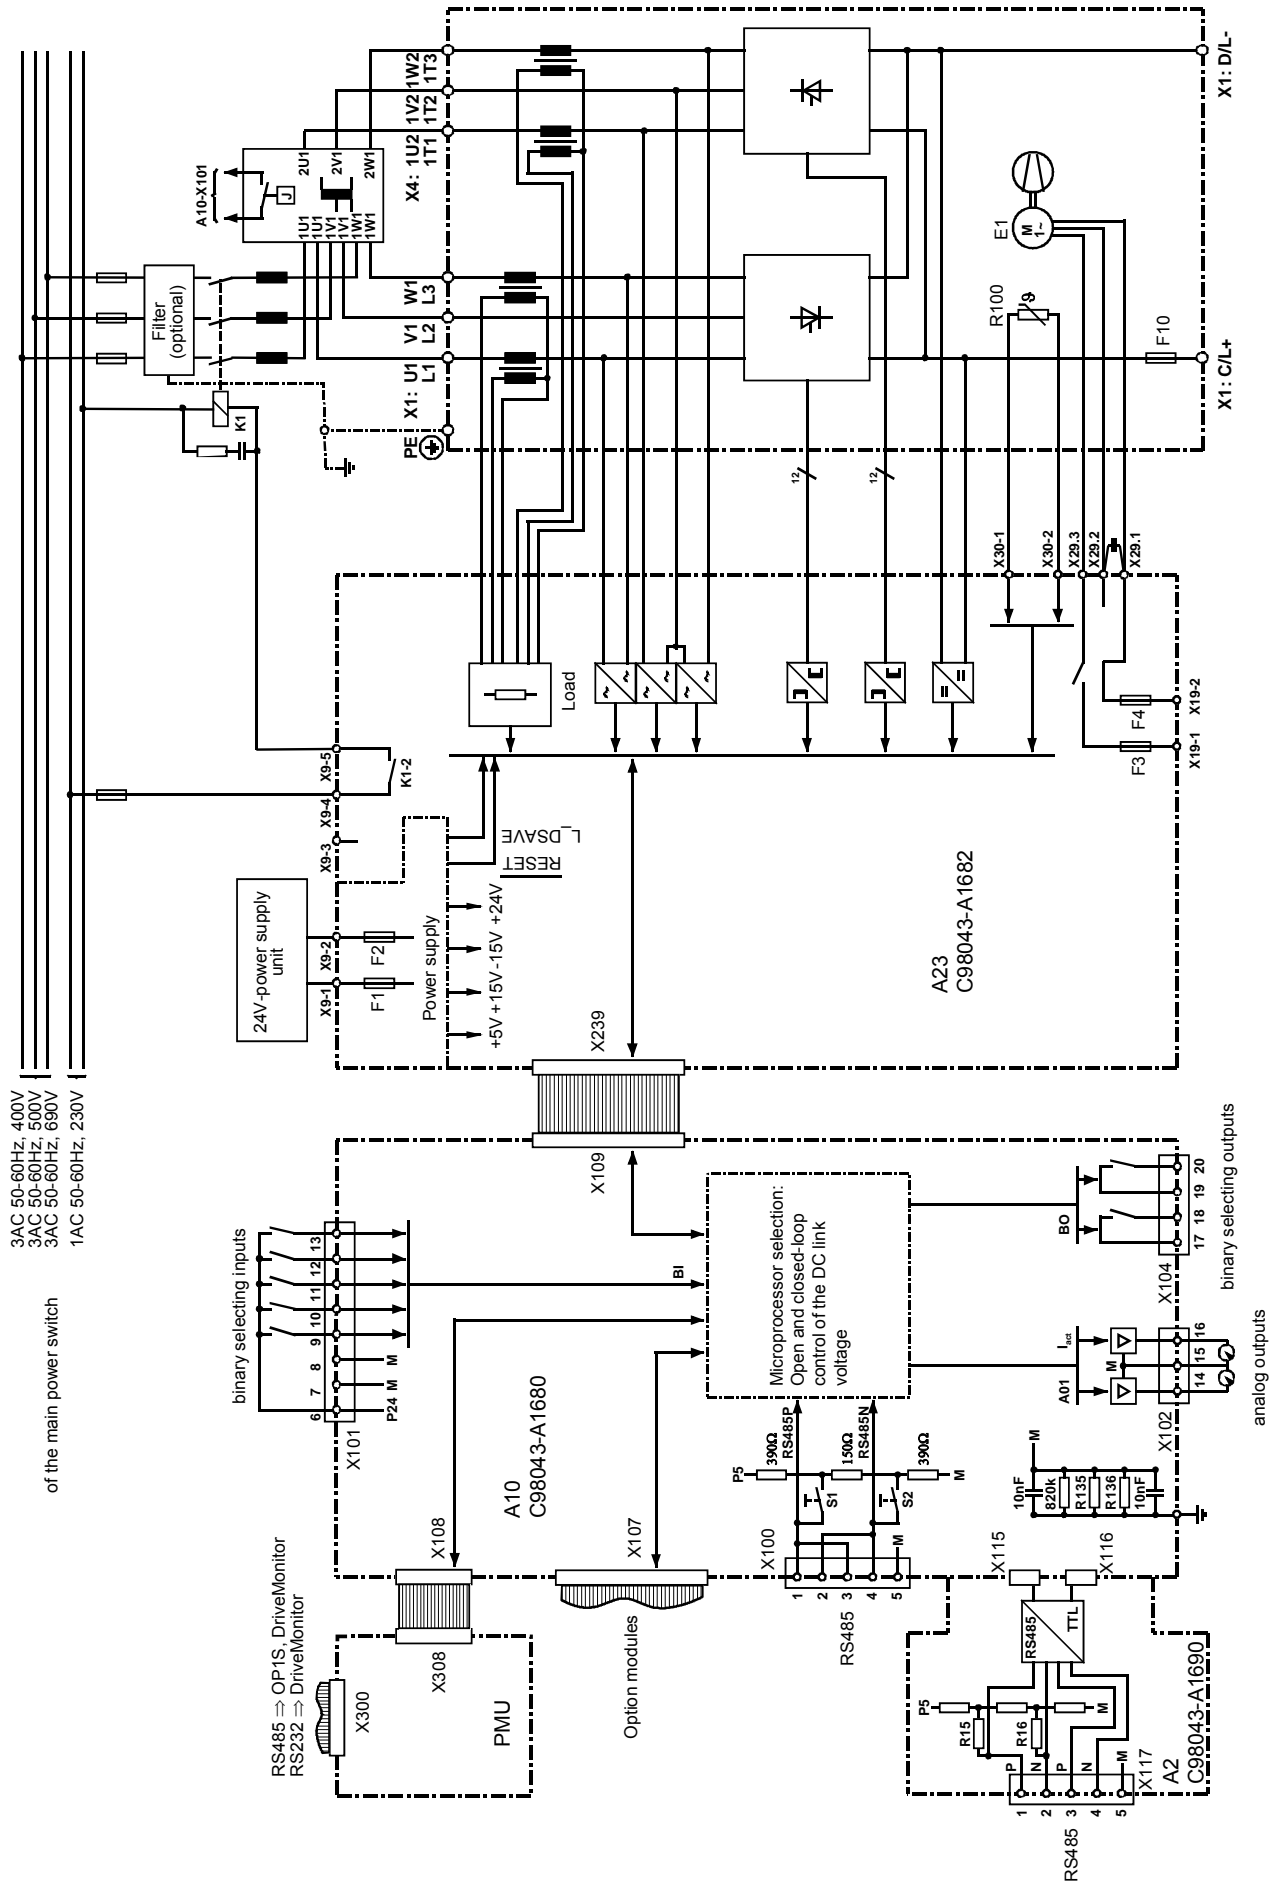 3AC 50-60Hz, 400V
3AC 50-60Hz, 500V
3AC 50-60Hz, 690V
1AC 50-60Hz, 230V
of the main power switch
RS485 ⇒ OP1S, DriveMonitor
RS232 ⇒ DriveMonitor
X300
PMU
X308
X108
Option modules
X107
A10
C98043-A1680
binary selecting inputs
X101
6
7
8
9
10
11
12
13
P24
M
M
BI
Microprocessor selection:
Open and closed-loop
control of the DC link
voltage
X109
X239
RS485
X100
1
2
3
4
5
M
S1
S2
P5
390Ω
150Ω
390Ω
M
RS485P
RS485N
X115
X116
RS485
TTL
P5
R15
R16
M
P
N
P
N
M
1
2
3
4
5
RS485
X117
A2
C98043-A1690
10nF
820k
R135
R136
10nF
M
A01
M
Iact
X102
14
15
16
analog outputs
BO
X104
17
18
19
20
binary selecting outputs
24V-power supply
unit
X9-1
X9-2
X9-3
X9-4
X9-5
F1
F2
K1-2
Power supply
+5V
+15V
-15V
+24V
RESET
L_DSAVE
A23
C98043-A1682
Load
X19-1
X19-2
F3
F4
X30-1
X30-2
X29.3
X29.2
X29.1
12
12
K1
PE
Filter
(optional)
A10-X101
J
1U1
1U1
1V1
1V1
1W1
1W1
2U1
2V1
2W1
X1: U1
L1
V1
L2
W1
L3
X4: 1U2
1T1
1V2
1T2
1W2
1T3
R100
ϑ
E1
M
1~
F10
X1: C/L+
X1: D/L-